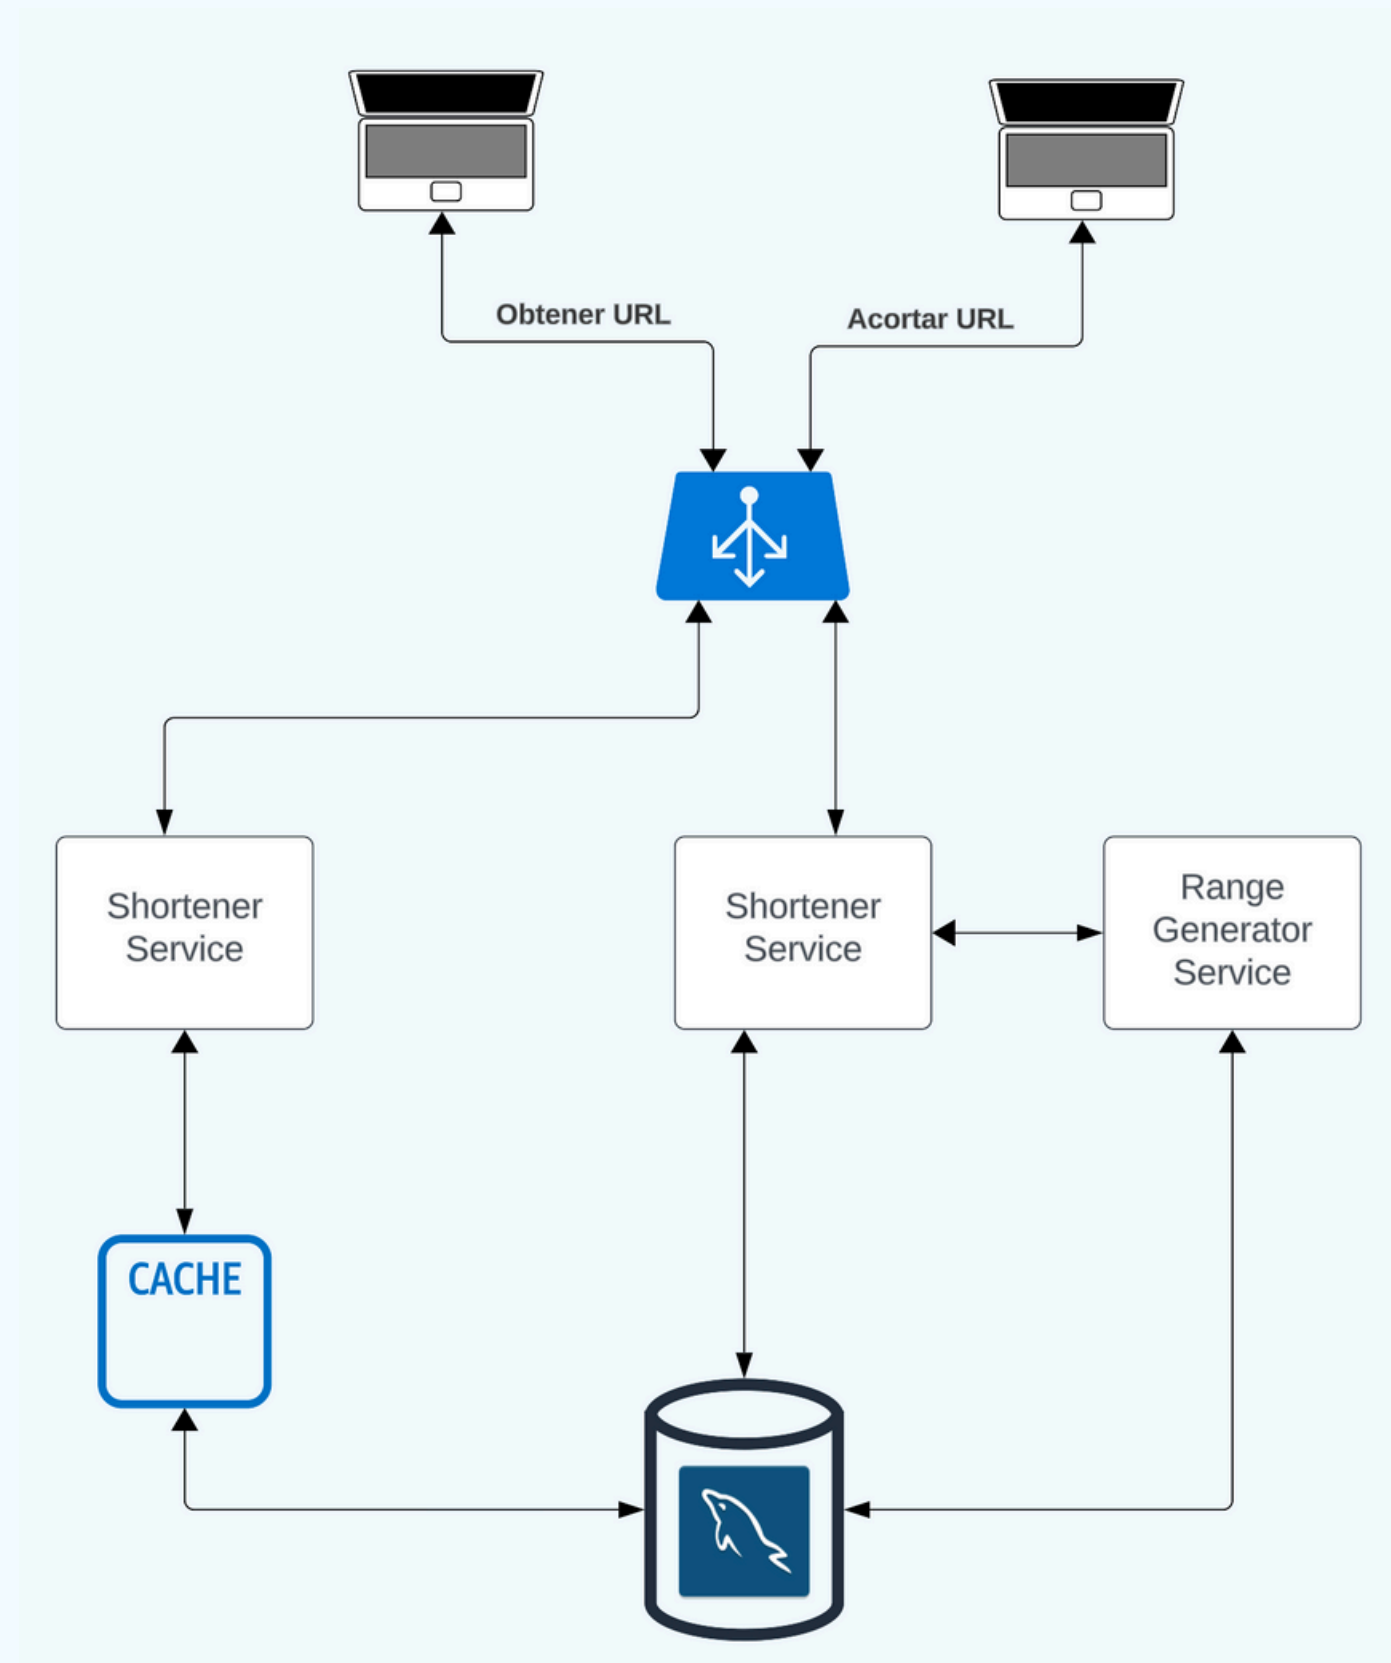 Obtener URL
Acortar URL
Shortener
Service
Shortener
Service
Range
Generator
Service
CACHE